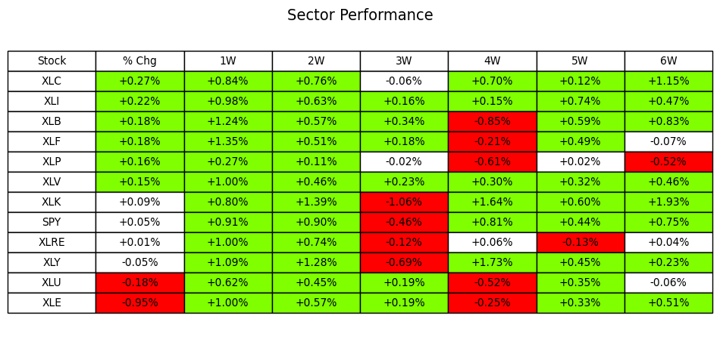 Sector Performance
Stock % Chg 1W 2W 3W 4W 5W 6W
XLC +0.27% +0.84% +0.76% -0.06% +0.70% +0.12% +1.15%
XLI +0.22% +0.98% +0.63% +0.16% +0.15% +0.74% +0.47%
XLB +0.18% +1.24% +0.57% +0.34% -0.85% +0.59% +0.83%
XLF +0.18% +1.35% +0.51% +0.18% -0.21% +0.49% -0.07%
XLP +0.16% +0.27% +0.11% -0.02% -0.61% +0.02% -0.52%
XLV +0.15% +1.00% +0.46% +0.23% +0.30% +0.32% +0.46%
XLK +0.09% +0.80% +1.39% -1.06% +1.64% +0.60% +1.93%
SPY +0.05% +0.91% +0.90% -0.46% +0.81% +0.44% +0.75%
XLRE +0.01% +1.00% +0.74% -0.12% +0.06% -0.13% +0.04%
XLY -0.05% +1.09% +1.28% -0.69% +1.73% +0.45% +0.23%
XLU -0.18% +0.62% +0.45% +0.19% -0.52% +0.35% -0.06%
XLE -0.95% +1.00% +0.57% +0.19% -0.25% +0.33% +0.51%